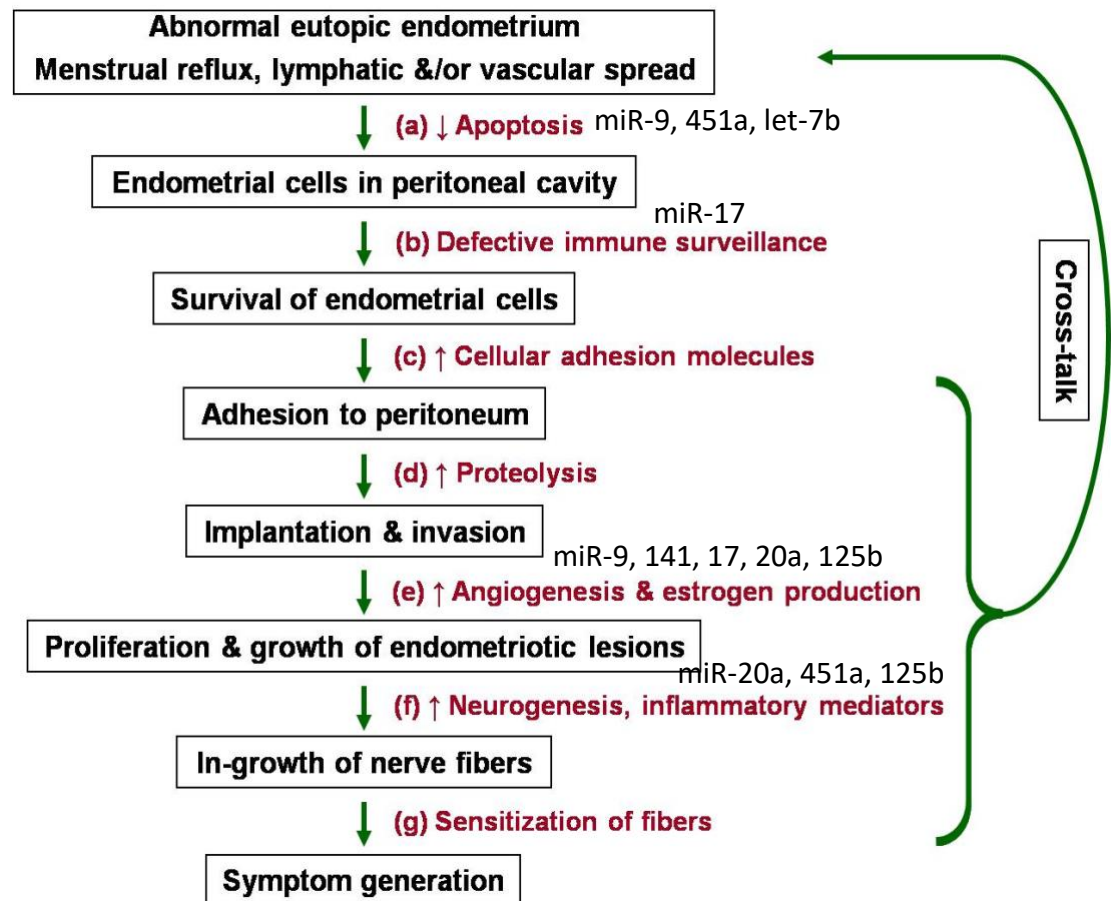 Abnormal eutopic endometrium
Menstrual reflux, lymphatic &/or vascular spread
(a) ↓ Apoptosis miR-9, 451a, let-7b
Endometrial cells in peritoneal cavity
miR-17
(b) Defective immune surveillance
Survival of endometrial cells
(c) ↑ Cellular adhesion molecules
Adhesion to peritoneum
(d) ↑ Proteolysis
Implantation & invasion
miR-9, 141, 17, 20a, 125b
(e) ↑ Angiogenesis & estrogen production
Proliferation & growth of endometriotic lesions
miR-20a, 451a, 125b
(f) ↑ Neurogenesis, inflammatory mediators
In-growth of nerve fibers
(g) Sensitization of fibers
Symptom generation
Cross-talk